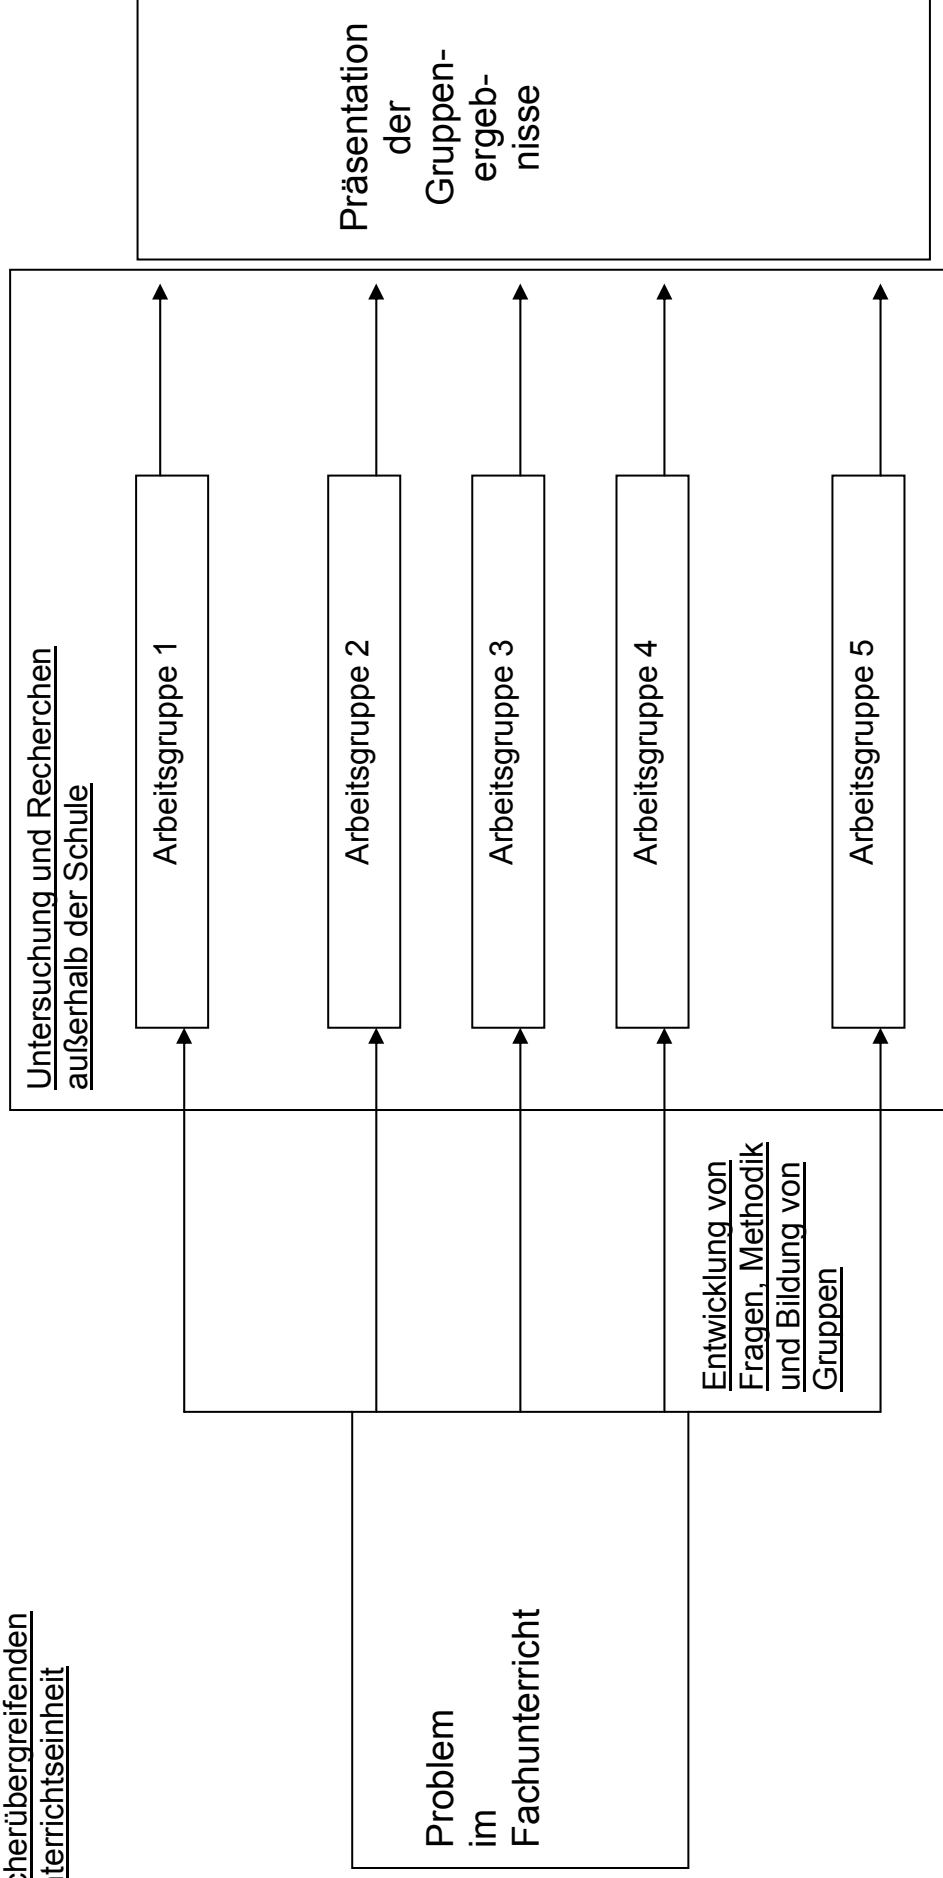 cherübergreifenden
terrichtseinheit
Problem
im
Fachunterricht
Entwicklung von
Fragen, Methodik
und Bildung von
Gruppen
Untersuchung und Recherchen
außerhalb der Schule
Arbeitsgruppe 1
Arbeitsgruppe 2
Arbeitsgruppe 3
Arbeitsgruppe 4
Arbeitsgruppe 5
Präsentation
der
Gruppen-
ergeb-
nisse